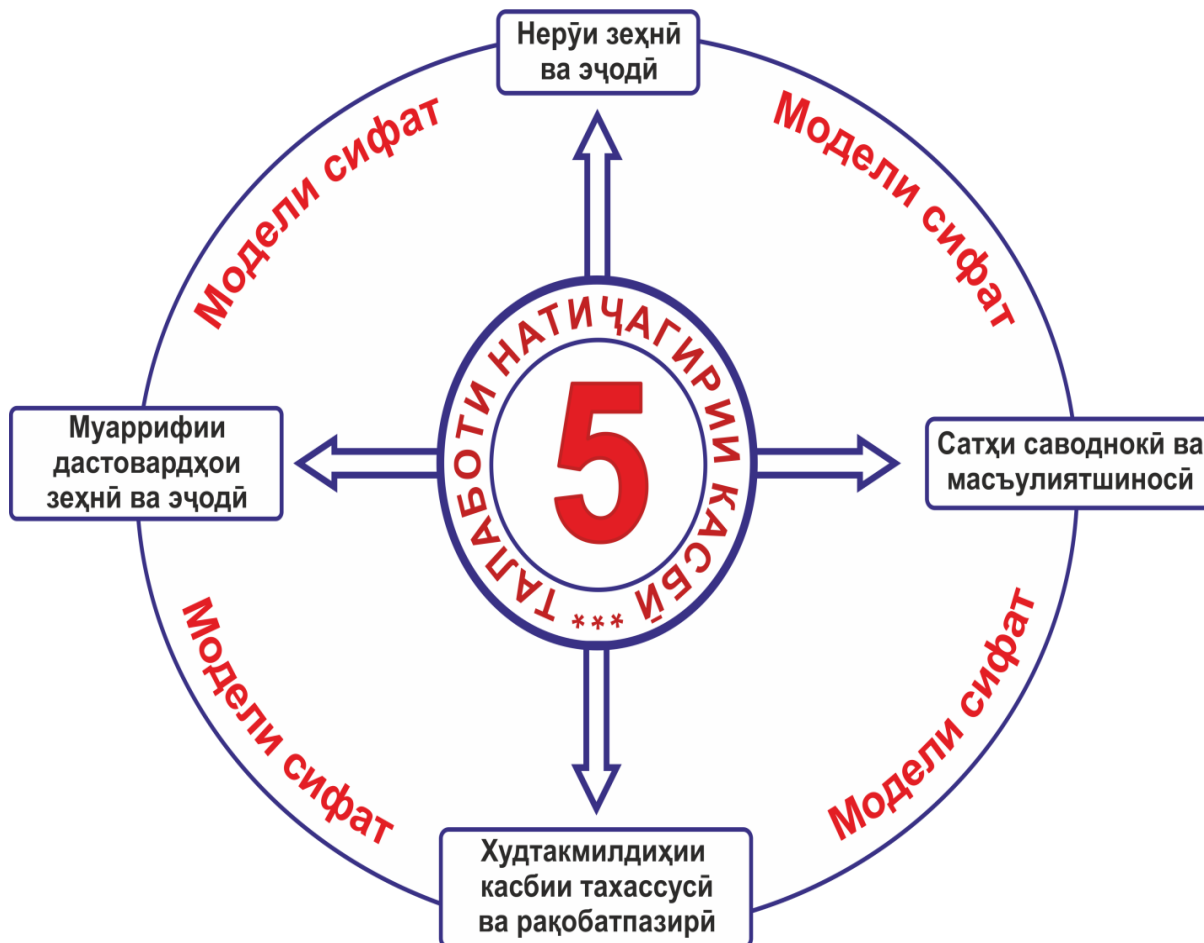 Нерӯи зеҳнӣ
ва эҷодӣ
Модели сифат
Модели сифат
ТАЛАБОТИ НАТИҶАГИРИИ КАСБӢ ***
5
Муаррифии
дастовардҳои
зеҳнӣ ва эҷодӣ
Сатҳи саводнокӣ ва
масъулиятшиносӣ
Модели сифат
Модели сифат
Худтакмилдиҳии
касбии тахассусӣ
ва рақобатпазирӣ